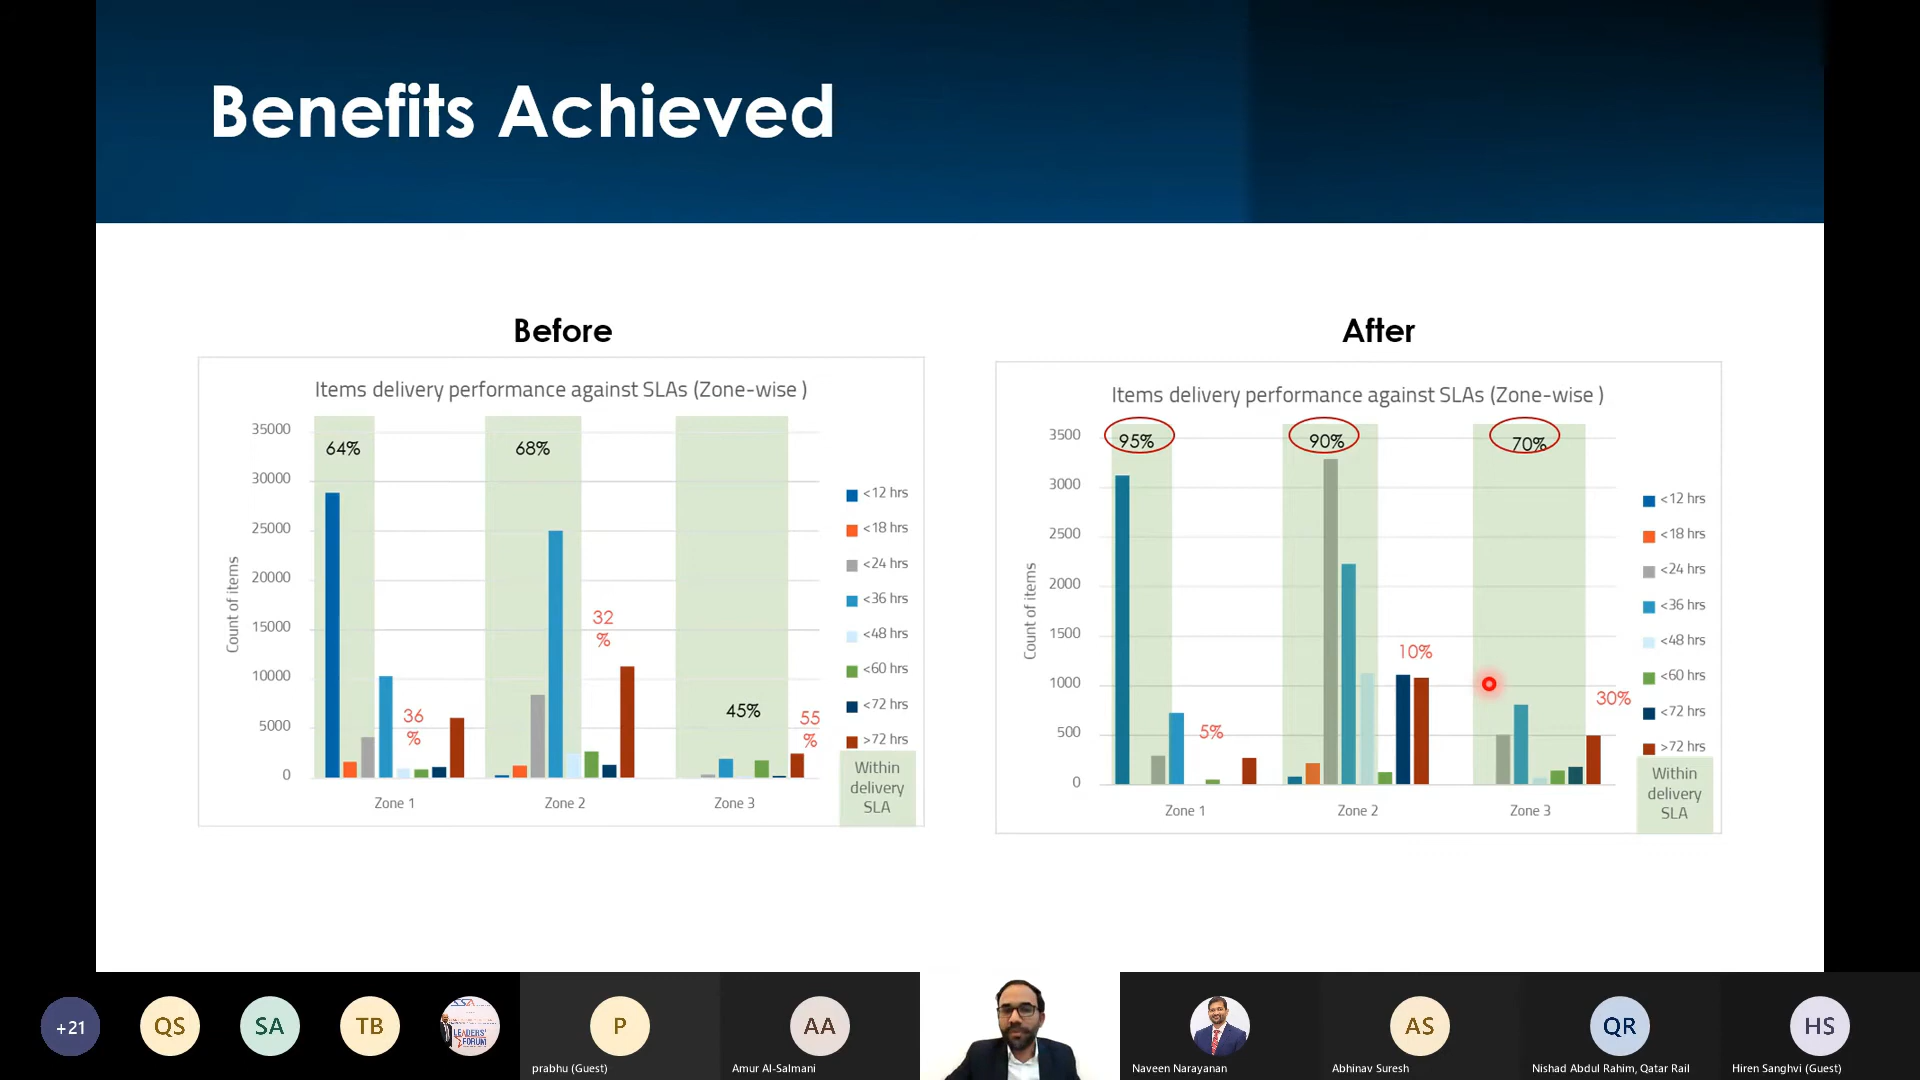 Benefits Achieved
Before
Items delivery performance against SLAs (Zone-wise )
Count of items
35000
30000
25000
20000
15000
10000
5000
0
64%
68%
45%
36
%
32
%
55
%
Zone 1
Zone 2
Zone 3
<12 hrs
<18 hrs
<24 hrs
<36 hrs
<48 hrs
<60 hrs
<72 hrs
>72 hrs
Within
delivery
SLA
After
Items delivery performance against SLAs (Zone-wise )
Count of items
3500
3000
2500
2000
1500
1000
500
0
95%
90%
70%
5%
10%
30%
Zone 1
Zone 2
Zone 3
<12 hrs
<18 hrs
<24 hrs
<36 hrs
<48 hrs
<60 hrs
<72 hrs
>72 hrs
Within
delivery
SLA
+21
QS
SA
TB
LEADERS'
FORUM
P
prabhu (Guest)
AA
Amur Al-Salmani
Naveen Narayanan
AS
Abhinav Suresh
QR
Nishad Abdul Rahim, Qatar Rail
HS
Hiren Sanghvi (Guest)